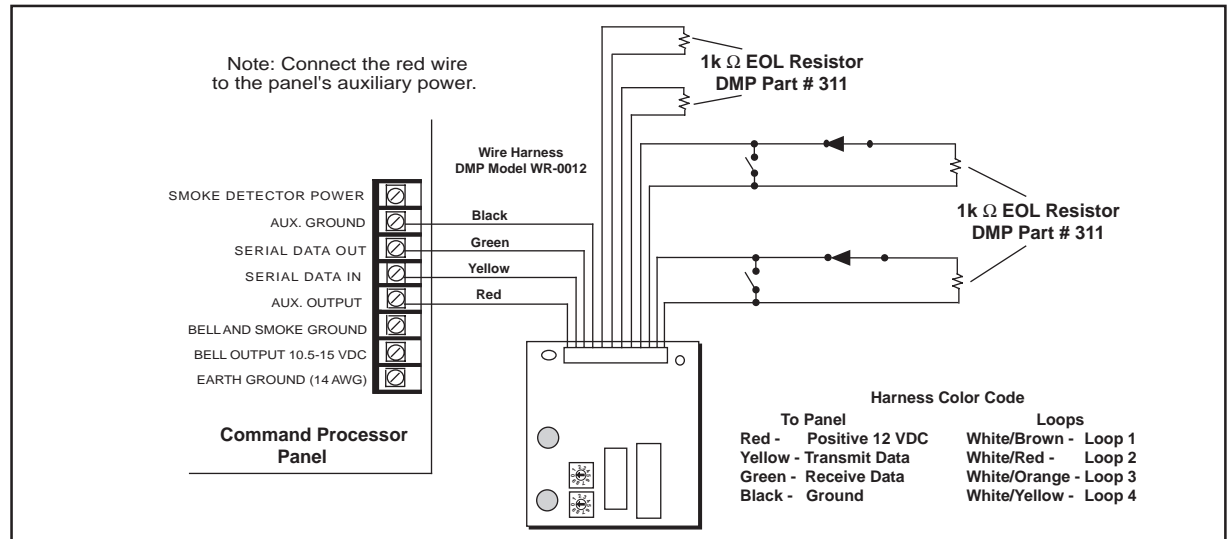 Note: Connect the red wire
to the panel's auxiliary power.
1k Ω EOL Resistor
DMP Part # 311
Wire Harness
DMP Model WR-0012
SMOKE DETECTOR POWER
AUX. GROUND
SERIAL DATA OUT
SERIAL DATA IN
AUX. OUTPUT
BELL AND SMOKE GROUND
BELL OUTPUT 10.5-15 VDC
EARTH GROUND (14 AWG)
Black
Green
Yellow
Red
1k Ω EOL Resistor
DMP Part # 311
Command Processor
Panel
Harness Color Code
To Panel Loops
Red - Positive 12 VDC White/Brown - Loop 1
Yellow - Transmit Data White/Red - Loop 2
Green - Receive Data White/Orange - Loop 3
Black - Ground White/Yellow - Loop 4